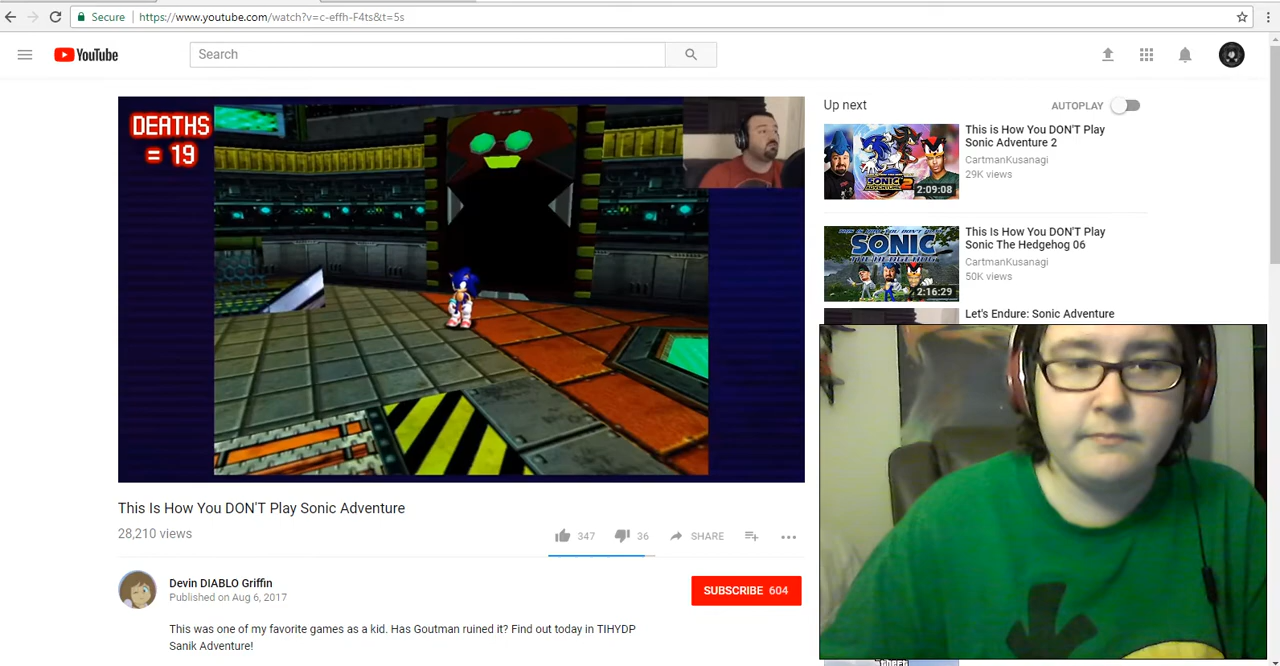 Secure https://www.youtube.com/watch?v=c-effh-F4ts&t=5s
YouTube
Search
DEATHS
= 19
Up next
AUTOPLAY
This is How You DON'T Play
Sonic Adventure 2
CartmanKusanagi
29K views
2:09:08
This is How You DON'T Play
Sonic The Hedgehog 06
CartmanKusanagi
50K views
SONIC
2:16:29
Let's Endure: Sonic Adventure
This Is How You DON'T Play Sonic Adventure
28,210 views
347
36
SHARE
Devin DIABLO Griffin
Published on Aug 6, 2017
SUBSCRIBE 604
This was one of my favorite games as a kid. Has Goutman ruined it? Find out today in TIHYDP
Sanik Adventure!